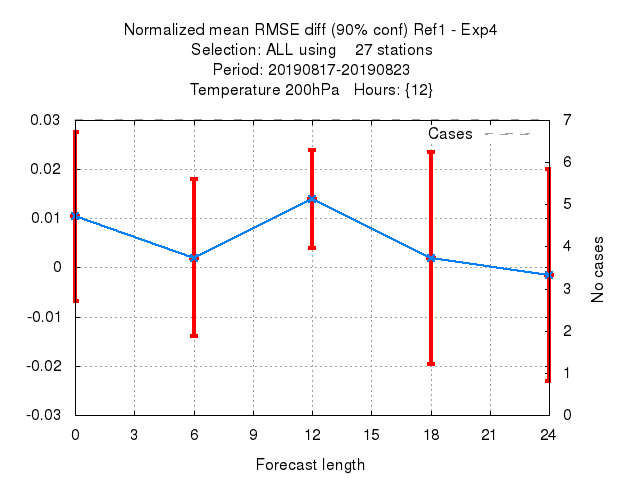 Normalized mean RMSE diff (90% conf) Ref1 - Exp4
Selection: ALL using    27 stations
Period: 20190817-20190823
Temperature 200hPa   Hours: {12}
Cases
0.03
0.02
0.01
0
-0.01
-0.02
-0.03
7
6
5
4
3
2
1
0
No cases
0 3 6 9 12 15 18 21 24
Forecast length